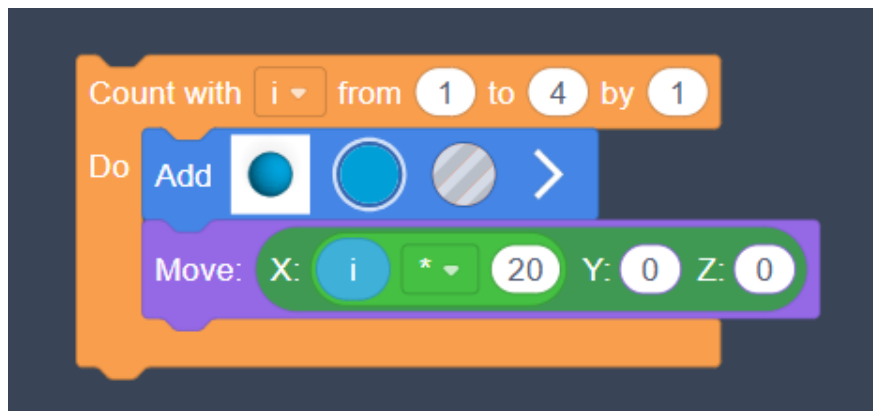 Count with i from 1 to 4 by 1
Do
Add
Move: X: i * 20 Y: 0 Z: 0